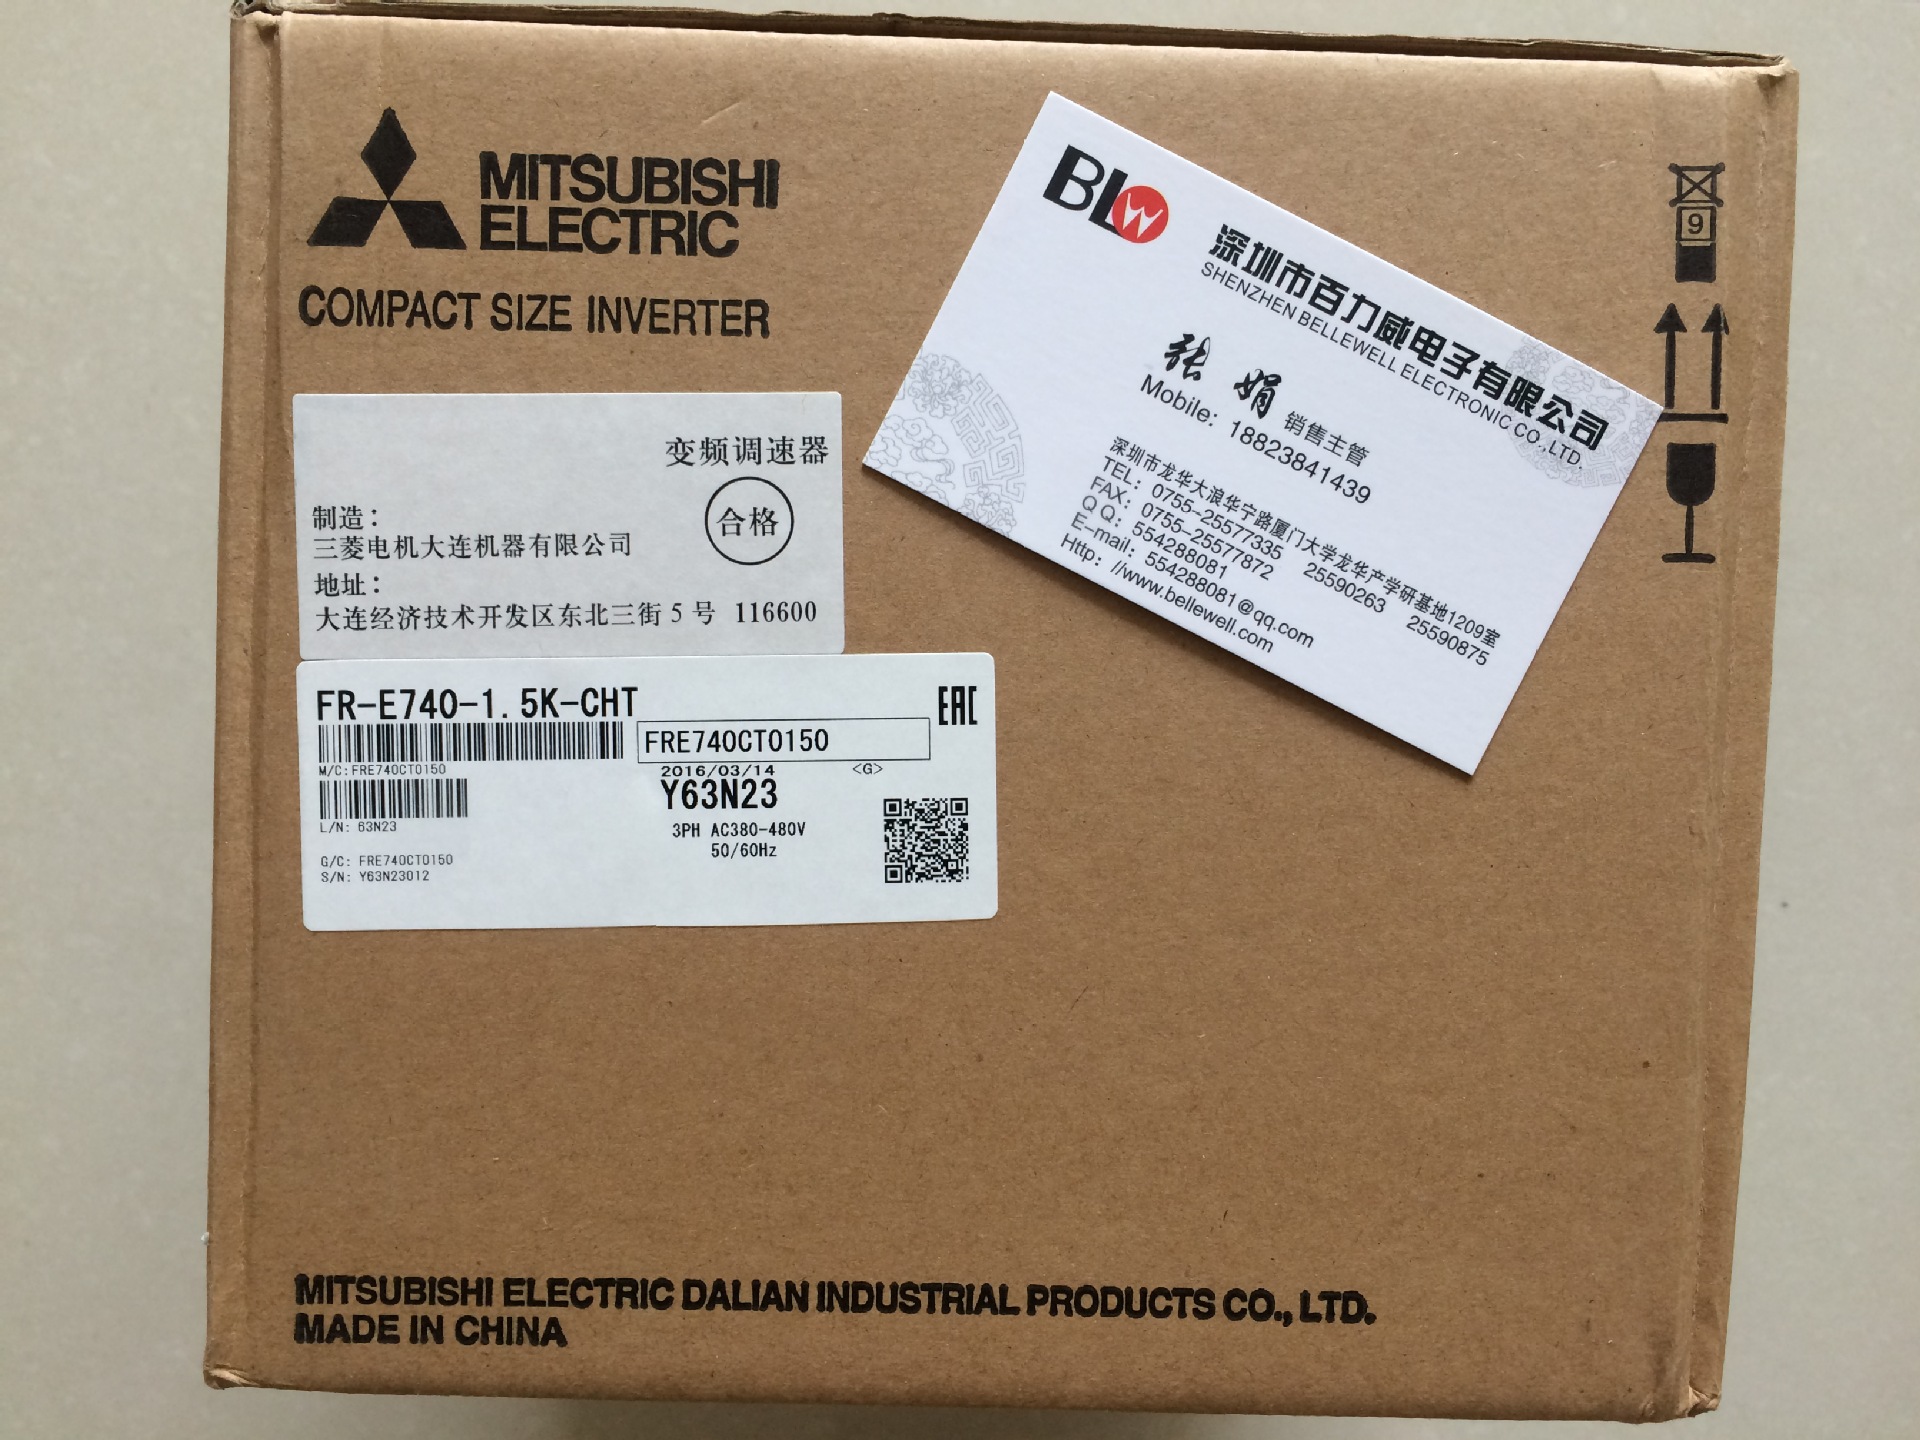 MITSUBISHI
ELECTRIC
COMPACT SIZE INVERTER
变频调速器
合格
制造：
三菱电机大连机器有限公司
地址：
大连经济技术开发区东北三街 5 号 116600
FR-E740-1.5K-CHT
EAC
FRE740CT0150
M/C:FRE740CT0150
2016/03/14 <G>
Y63N23
L/N: 63N23
3PH AC380-480V
50/60Hz
G/C: FRE740CT0150
S/N: Y63N23012
BLW
深圳市百力威电子有限公司
SHENZHEN BELLEWELL ELECTRONIC CO.,LTD.
张 娟 销售主管
Mobile: 18823841439
深圳市龙华大浪华宁路厦门大学龙华产学研基地1209室
TEL: 0755-25577335 25590263 25590875
FAX: 0755-25577872
QQ: 554288081
E-mail: 554288081@qq.com
Http: //www.bellewell.com
9
MITSUBISHI ELECTRIC DALIAN INDUSTRIAL PRODUCTS CO., LTD.
MADE IN CHINA